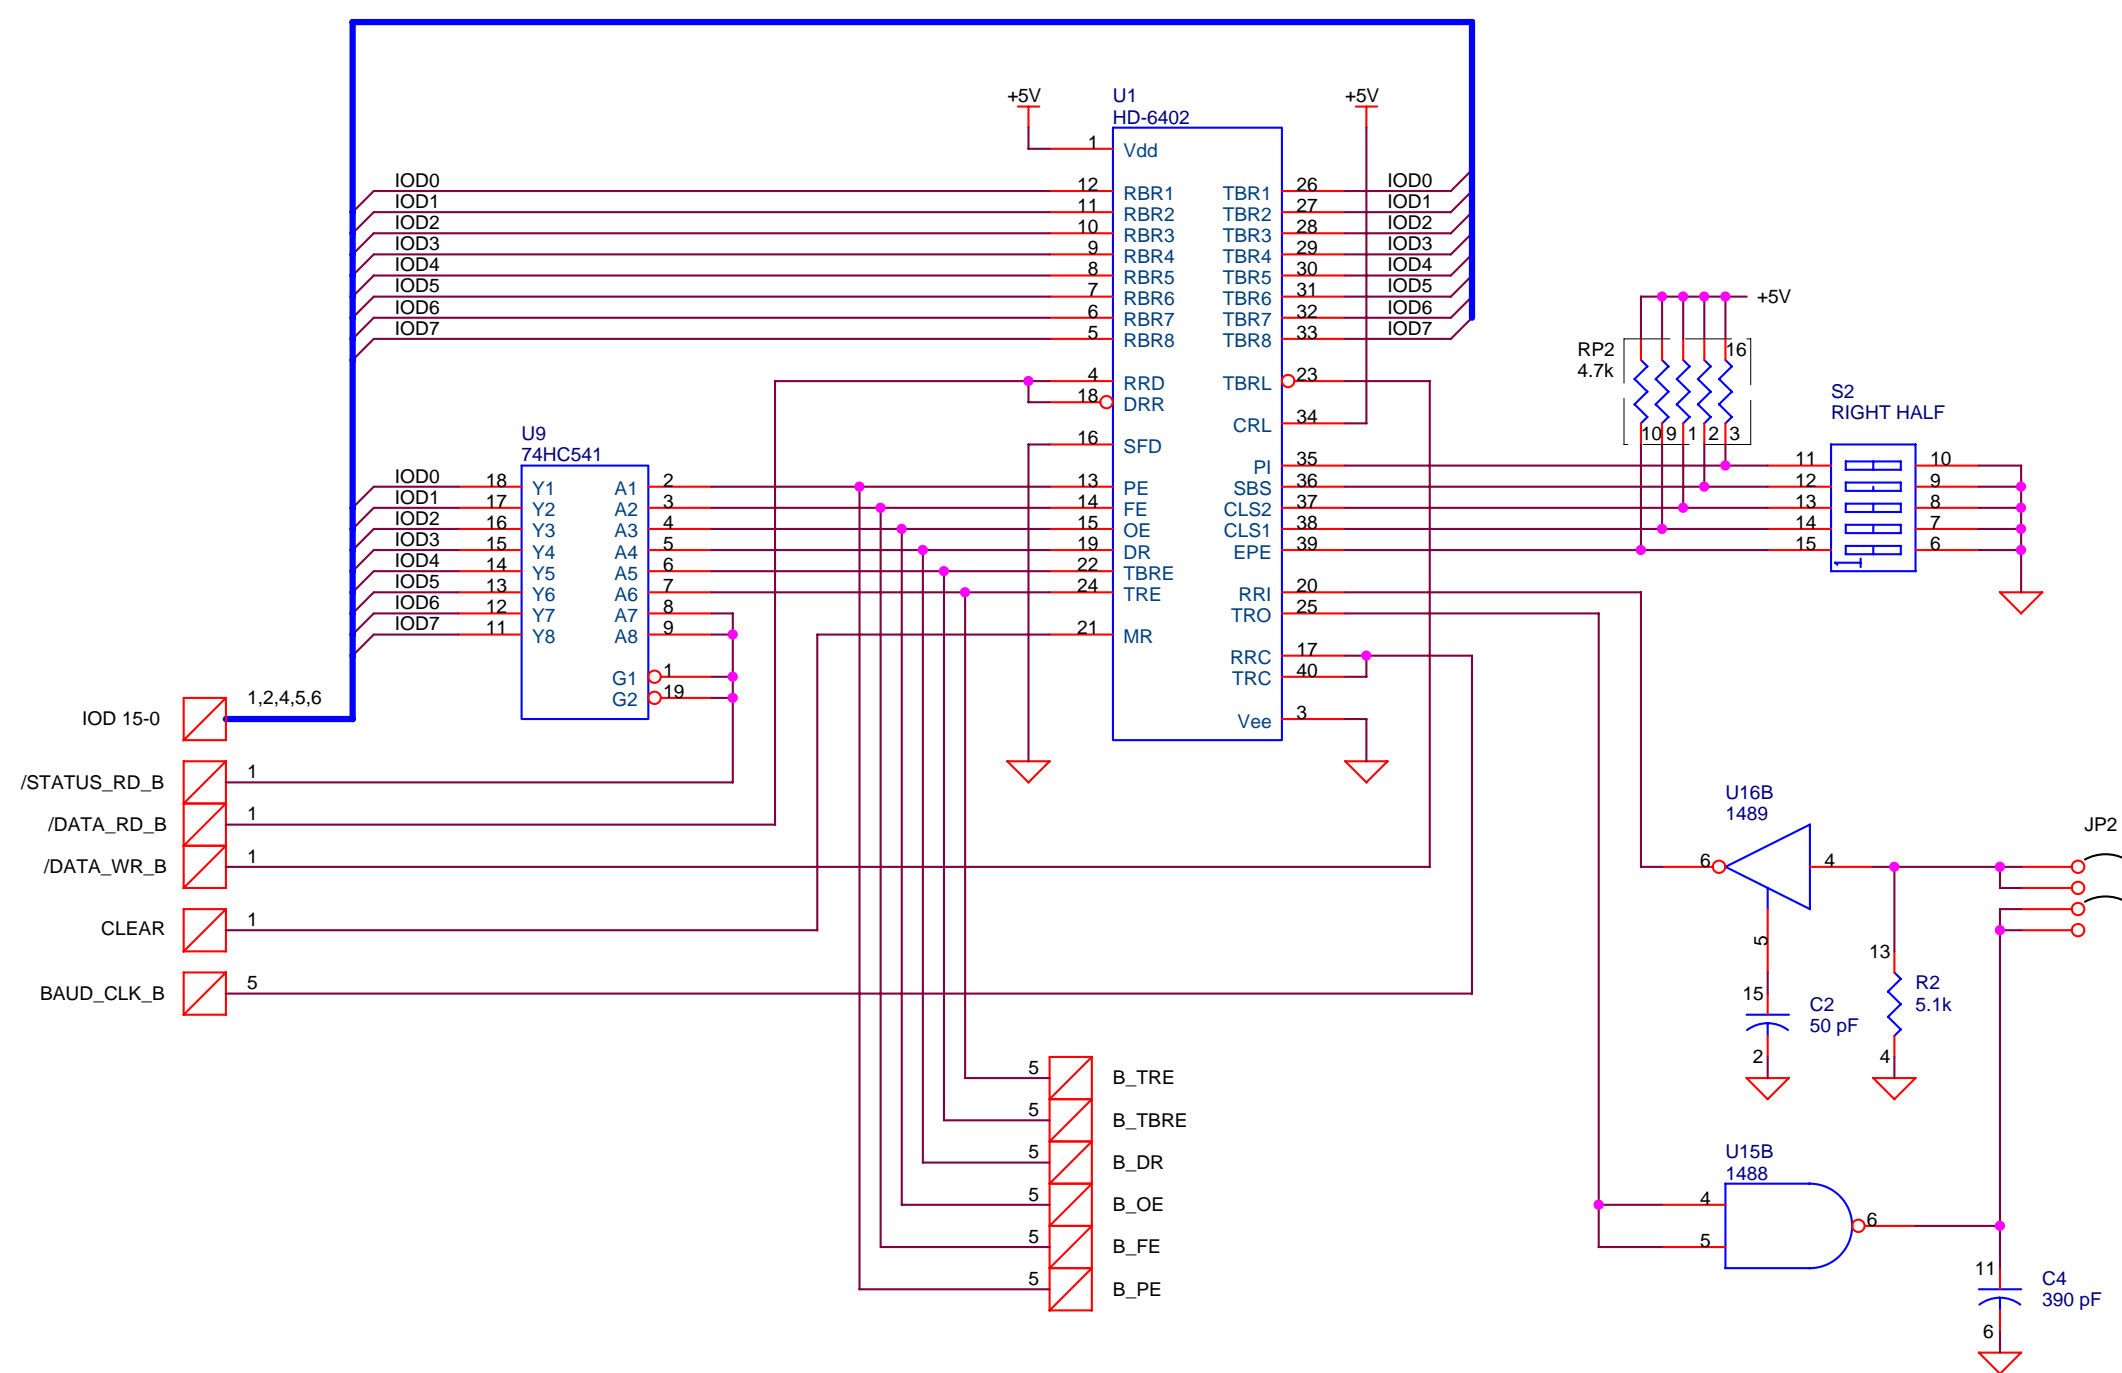 +5V
U1
HD-6402
+5V
1 Vdd
IOD0 12 RBR1 TBR1 26 IOD0
IOD1 11 RBR2 TBR2 27 IOD1
IOD2 10 RBR3 TBR3 28 IOD2
IOD3 9 RBR4 TBR4 29 IOD3
IOD4 8 RBR5 TBR5 30 IOD4
IOD5 7 RBR6 TBR6 31 IOD5
IOD6 6 RBR7 TBR7 32 IOD6
IOD7 5 RBR8 TBR8 33 IOD7
4 RRD TBRL 23
18 DRR
CRL 34
16 SFD
PI 35
13 PE SBS 36
14 FE CLS2 37
15 OE CLS1 38
19 DR EPE 39
22 TBRE
24 TRE RRI 20
TRO 25
21 MR
RRC 17
TRC 40
Vee 3
+5V
RP2
4.7k
16
10 9 1 2 3
S2
RIGHT HALF
11 10
12 9
13 8
14 7
15 6
U9
74HC541
IOD0 18 Y1 A1 2
IOD1 17 Y2 A2 3
IOD2 16 Y3 A3 4
IOD3 15 Y4 A4 5
IOD4 14 Y5 A5 6
IOD5 13 Y6 A6 7
IOD6 12 Y7 A7 8
IOD7 11 Y8 A8 9
G1 1
G2 19
IOD 15-0 1,2,4,5,6
/STATUS_RD_B 1
/DATA_RD_B 1
/DATA_WR_B 1
CLEAR 1
BAUD_CLK_B 5
5 B_TRE
5 B_TBRE
5 B_DR
5 B_OE
5 B_FE
5 B_PE
U16B
1489
6 4
5
JP2
13
R2
5.1k
4
15
C2
50 pF
2
U15B
1488
4
5
6
11
C4
390 pF
6